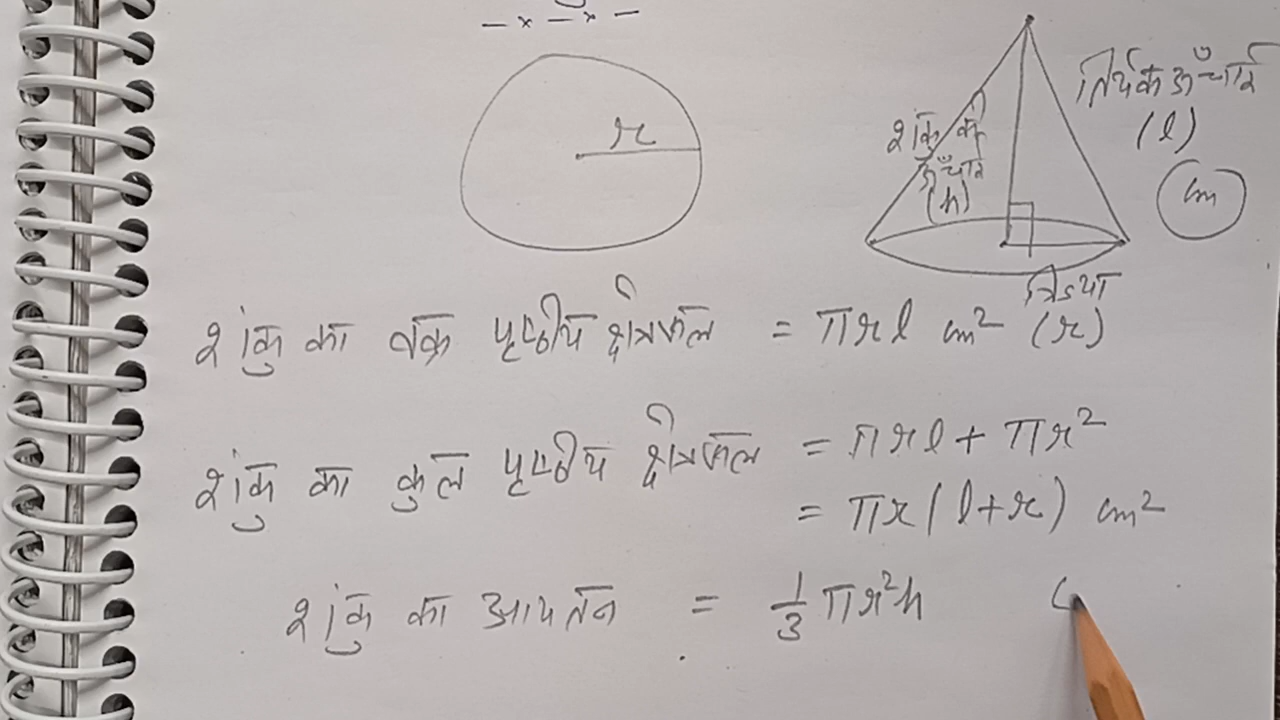 r
शंकु का ऊँचाई (h)
तिर्यक ऊँचाई (l)
cm
त्रिज्या (r)
शंकु का वक्र पृष्ठीय क्षेत्रफल = πrl cm²
शंकु का कुल पृष्ठीय क्षेत्रफल = πrl + πr²
= πr(l+r) cm²
शंकु का आयतन = 1/3 πr²h